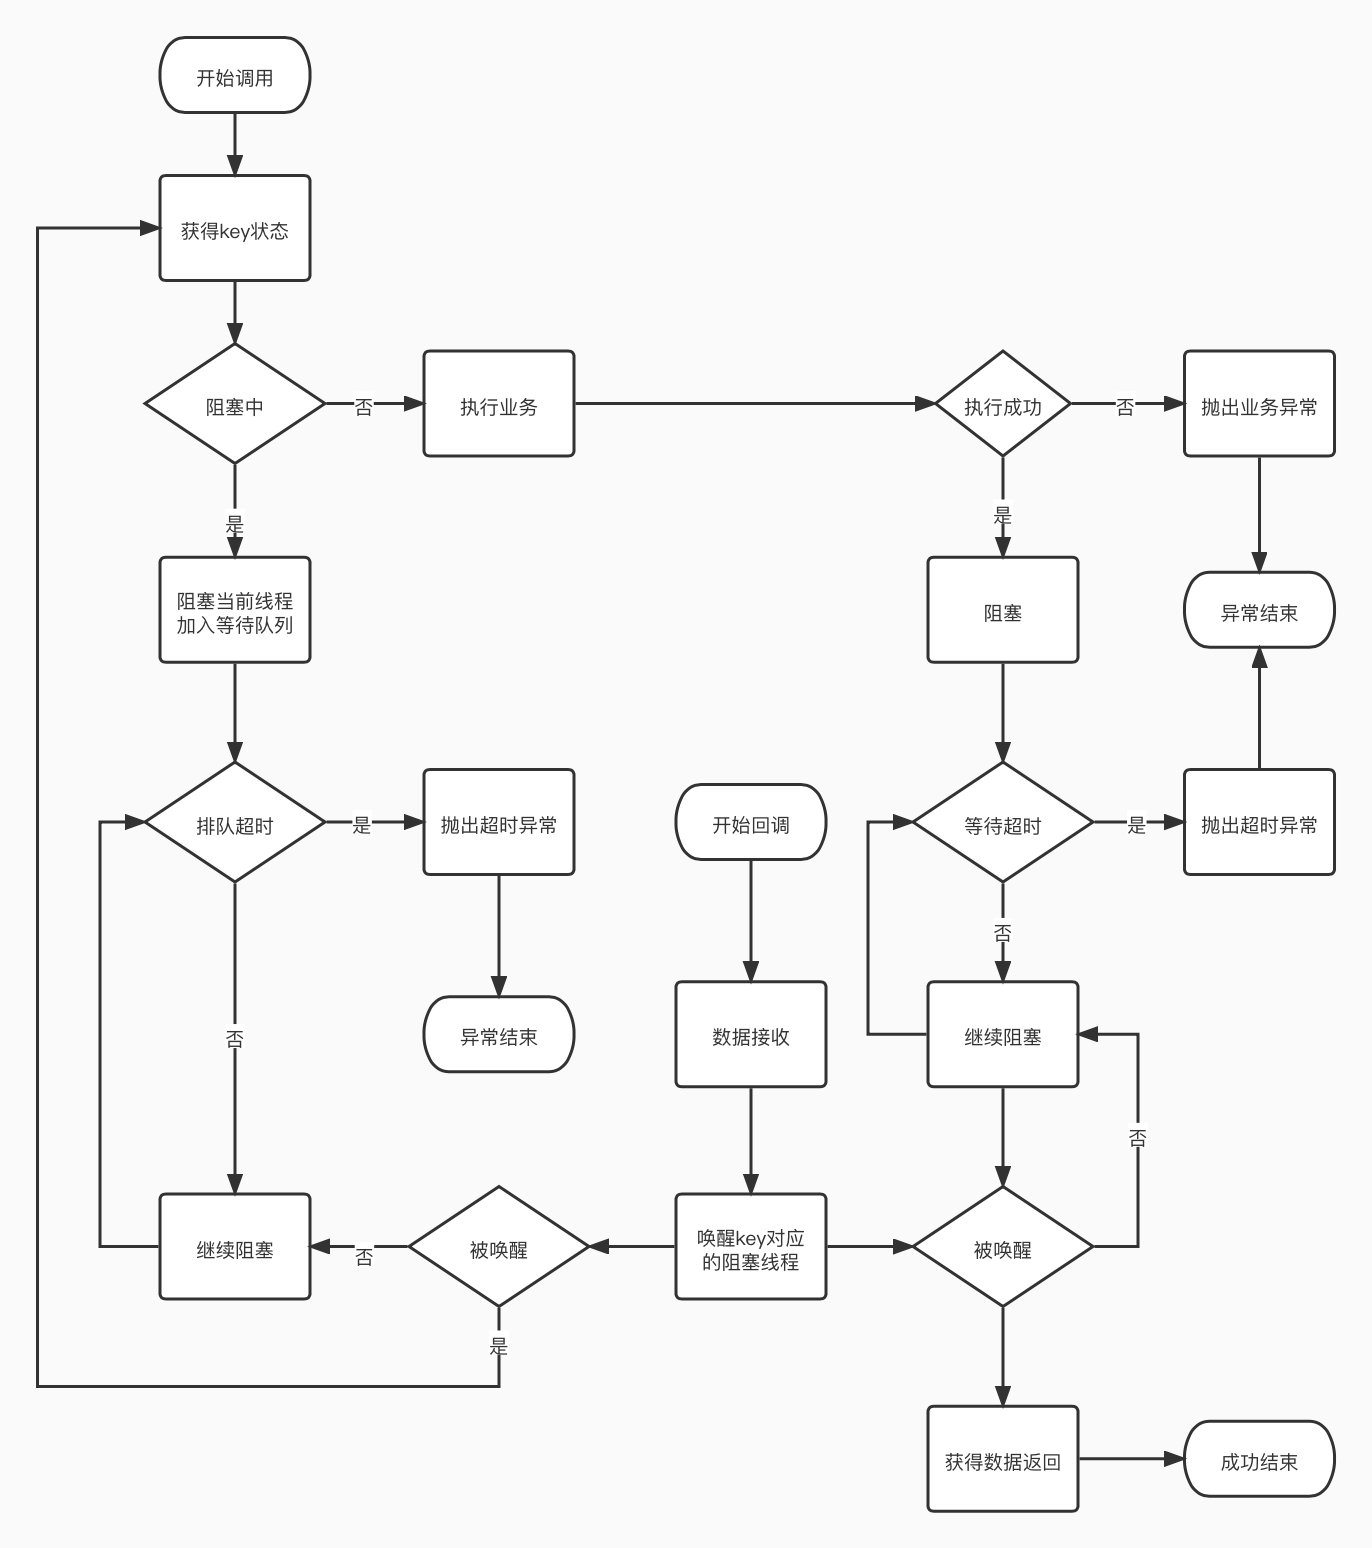 开始调用
获得key状态
阻塞中
否
执行业务
执行成功
否
抛出业务异常
是
是
阻塞当前线程
加入等待队列
阻塞
异常结束
排队超时
是
抛出超时异常
开始回调
等待超时
是
抛出超时异常
否
否
异常结束
数据接收
继续阻塞
否
继续阻塞
否
被唤醒
唤醒key对应
的阻塞线程
被唤醒
是
获得数据返回
成功结束